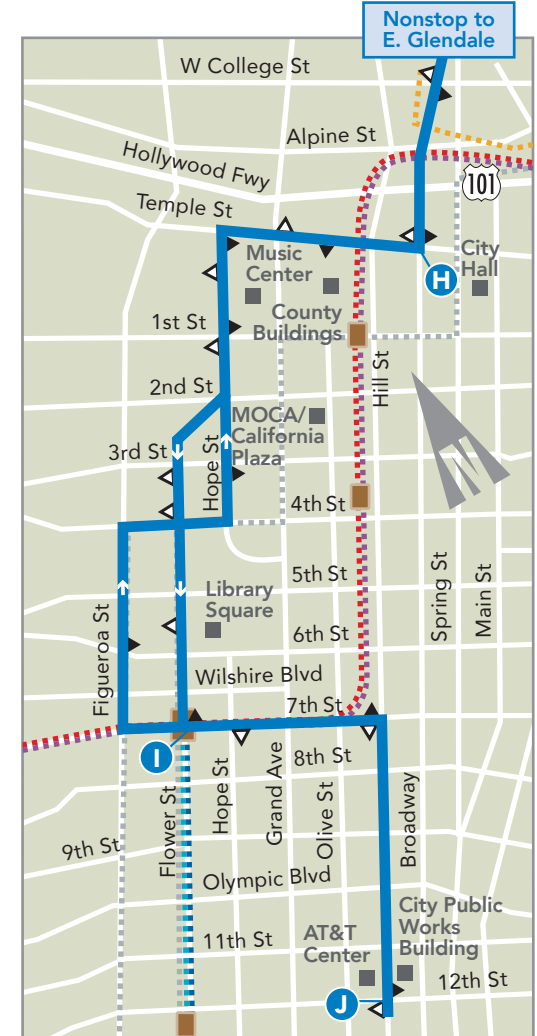 Nonstop to
E. Glendale
W College St
Alpine St
Hollywood Fwy
101
Temple St
Music
Center
City
Hall
H
County
Buildings
1st St
Hill St
2nd St
MOCA/
California
Plaza
3rd St
Hope St
4th St
5th St
Spring St
Main St
Library
Square
6th St
Figueroa St
Wilshire Blvd
7th St
I
8th St
Flower St
Hope St
Grand Ave
Olive St
Broadway
9th St
Olympic Blvd
City Public
Works
Building
11th St
AT&T
Center
12th St
J